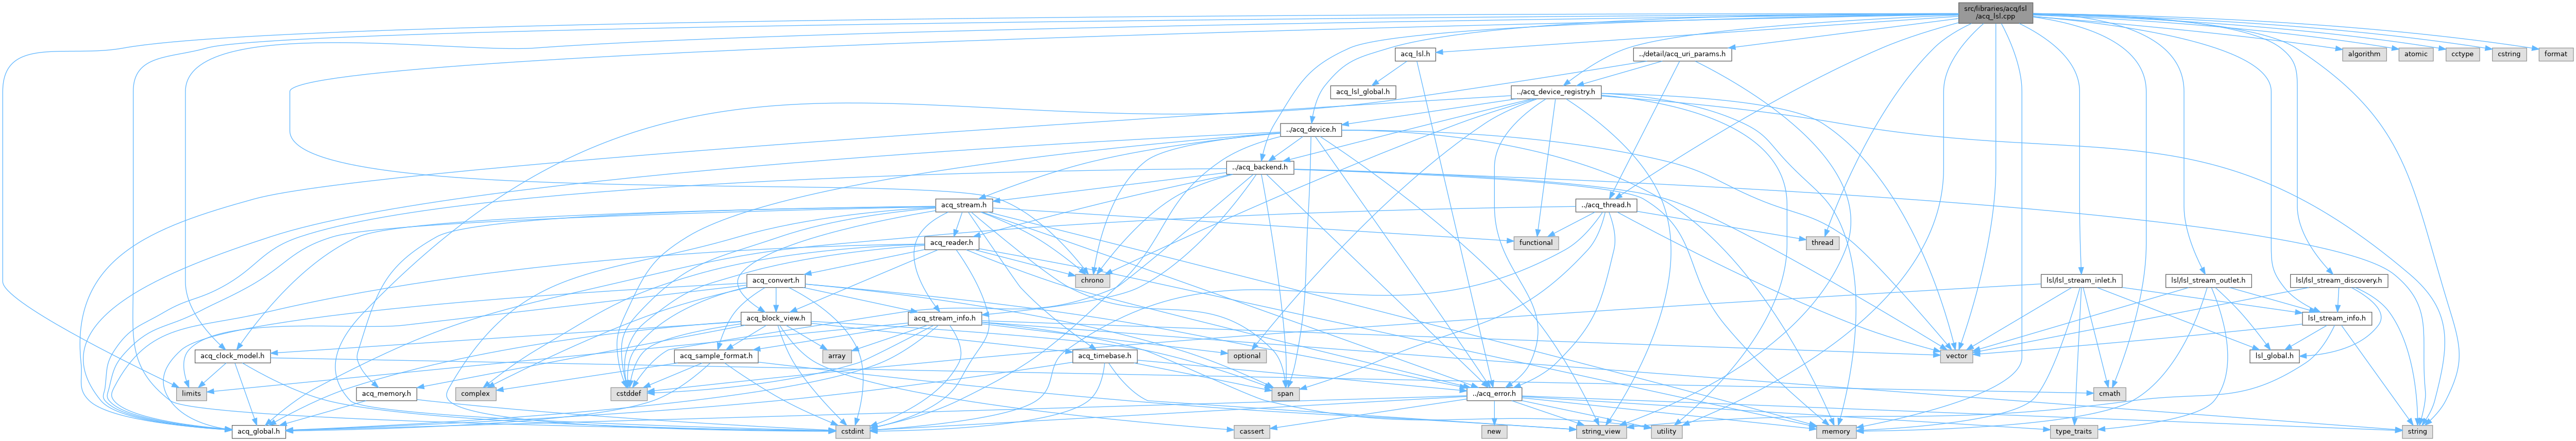 src/libraries/acq/lsl
/acq_lsl.cpp
acq_lsl.h
../detail/acq_uri_params.h
algorithm
atomic
cctype
cstring
format
acq_lsl_global.h
../acq_device_registry.h
../acq_device.h
../acq_backend.h
acq_stream.h
../acq_thread.h
acq_reader.h
functional
thread
acq_convert.h
chrono
lsl/lsl_stream_inlet.h
lsl/lsl_stream_outlet.h
lsl/lsl_stream_discovery.h
acq_block_view.h
acq_stream_info.h
lsl_stream_info.h
acq_clock_model.h
acq_sample_format.h
array
acq_timebase.h
optional
vector
lsl_global.h
limits
acq_memory.h
complex
cstddef
span
../acq_error.h
cmath
acq_global.h
cstdint
cassert
new
string_view
utility
memory
type_traits
string